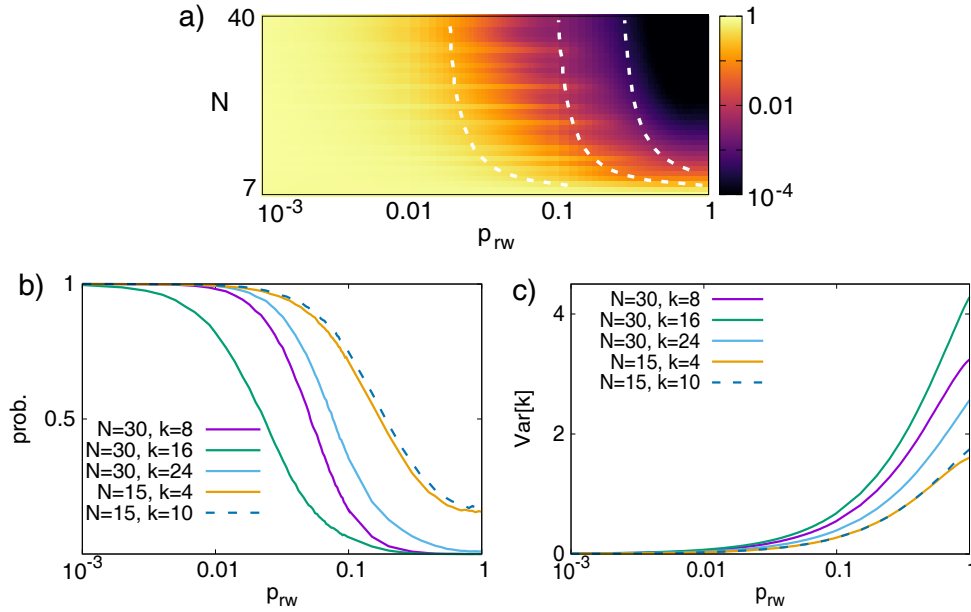 a)
40
N
7
10^-3
0.01
0.1
1
p_rw
1
0.01
10^-4
b)
1
prob.
0.5
N=30, k=8
N=30, k=16
N=30, k=24
N=15, k=4
N=15, k=10
10^-3
0.01
0.1
1
p_rw
c)
4
Var[k]
2
0
N=30, k=8
N=30, k=16
N=30, k=24
N=15, k=4
N=15, k=10
10^-3
0.01
0.1
1
p_rw